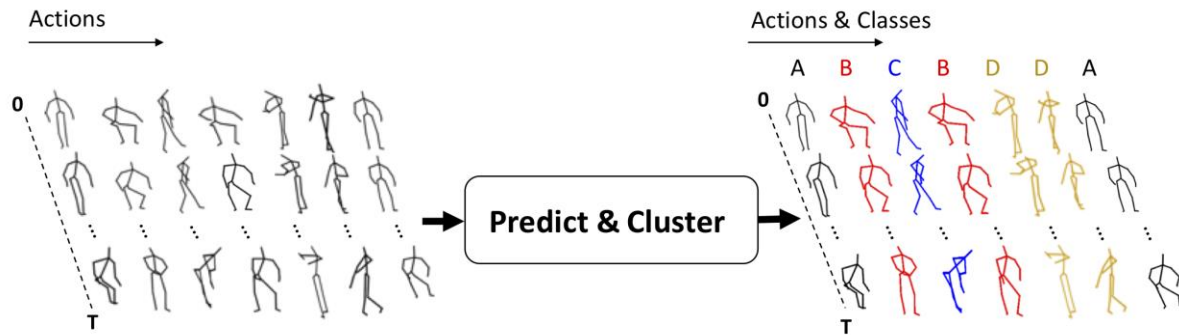 Actions
0
T
Predict & Cluster
Actions & Classes
A B C B D D A
0
T